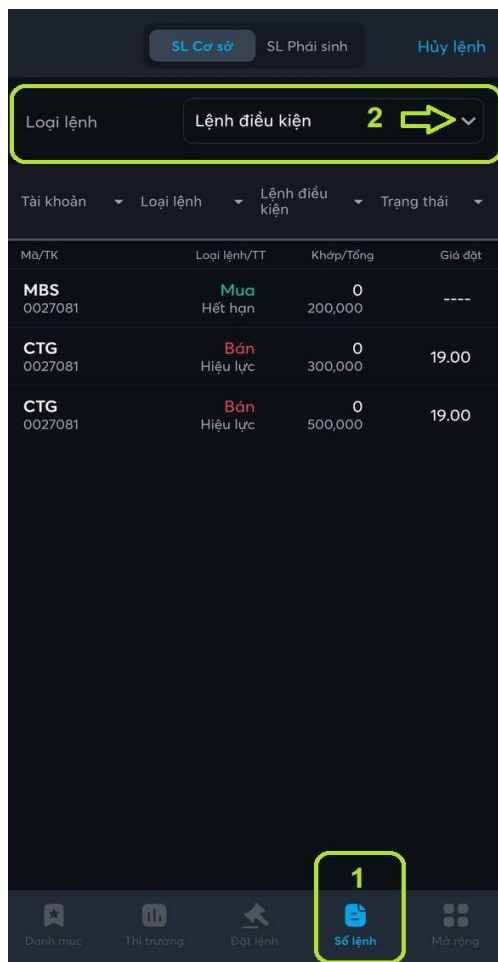 SL Cơ sở SL Phái sinh Hủy lệnh
Loại lệnh Lệnh điều kiện 2
Tài khoản Loại lệnh Lệnh điều kiện Trạng thái
Mã/TK Loại lệnh/TT Khớp/Tổng Giá đặt
MBS Mua 0 ----
0027081 Hết hạn 200,000
CTG Bán 0 19.00
0027081 Hiệu lực 300,000
CTG Bán 0 19.00
0027081 Hiệu lực 500,000
1
Danh mục Thị trường Đặt lệnh Sổ lệnh Mở rộng